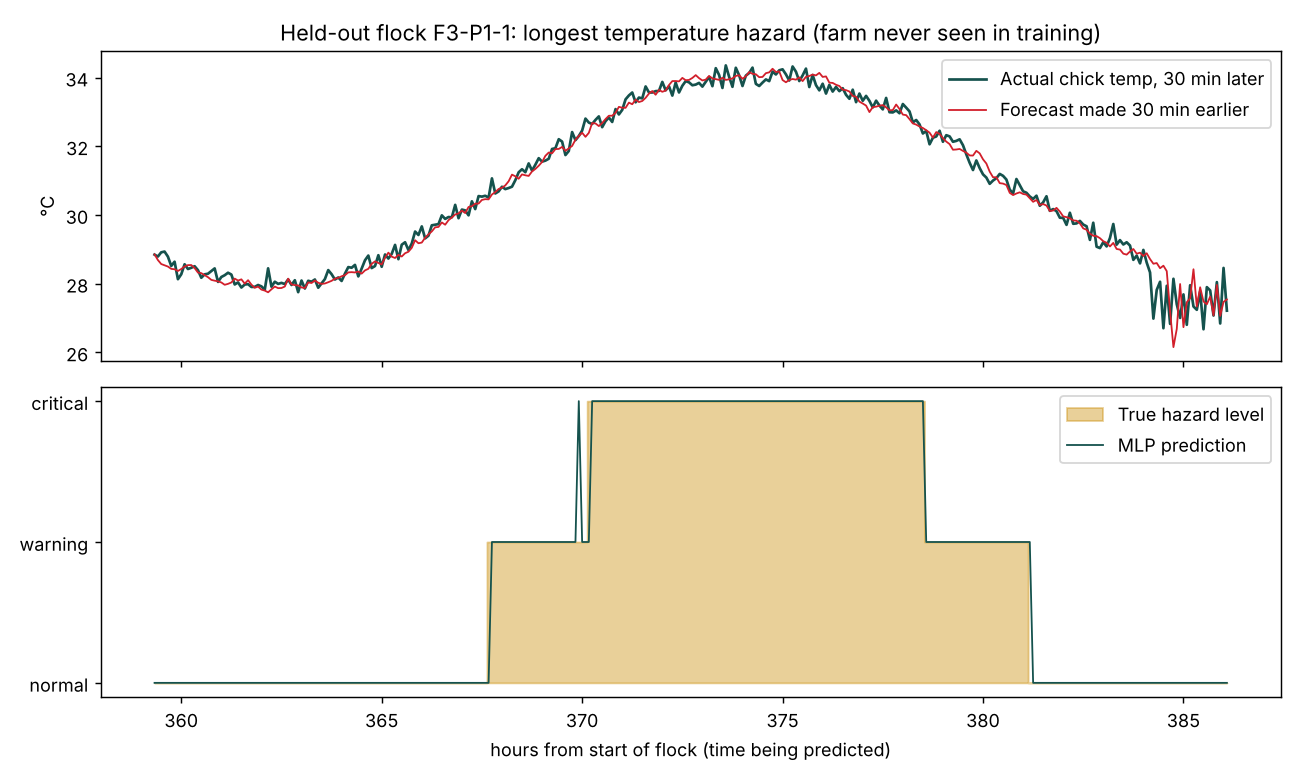 Held-out flock F3-P1-1: longest temperature hazard (farm never seen in training)
34
32
30
28
26
°C
Actual chick temp, 30 min later
Forecast made 30 min earlier
critical
warning
normal
True hazard level
MLP prediction
360 365 370 375 380 385
hours from start of flock (time being predicted)